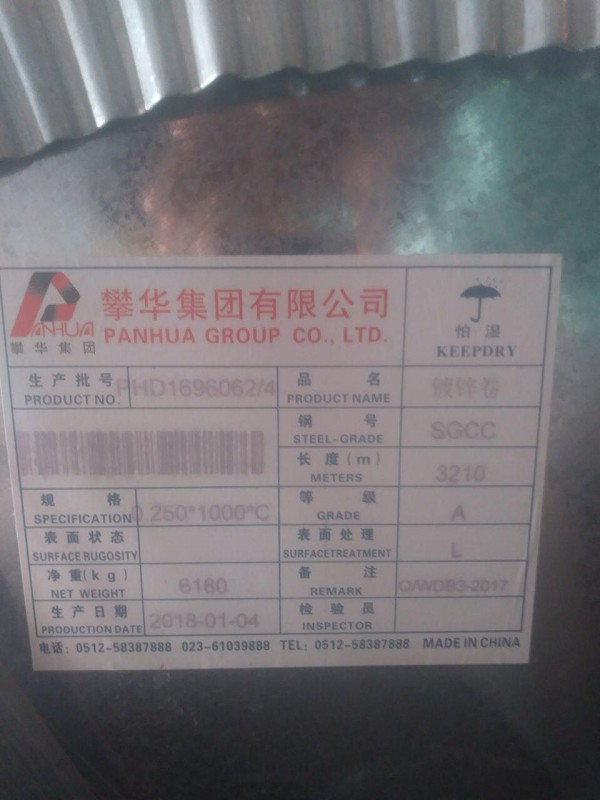 PANHUA
攀华集团
攀华集团有限公司
PANHUA GROUP CO., LTD.
怕湿
KEEPDRY
生产批号
PRODUCT NO.
PHD1696062/4
品名
PRODUCT NAME
镀锌卷
钢号
STEEL-GRADE
SGCC
长度(m)
METERS
3210
规格
SPECIFICATION
0.250*1000*C
等级
GRADE
A
表面状态
SURFACE RUGOSITY
表面处理
SURFACETREATMENT
L
净重(kg)
NET WEIGHT
6180
备注
REMARK
Q/WDB3-2017
生产日期
PRODUCTION DATE
2018-01-04
检验员
INSPECTOR
电话: 0512-58387888 023-61039888 TEL: 0512-58387888 MADE IN CHINA